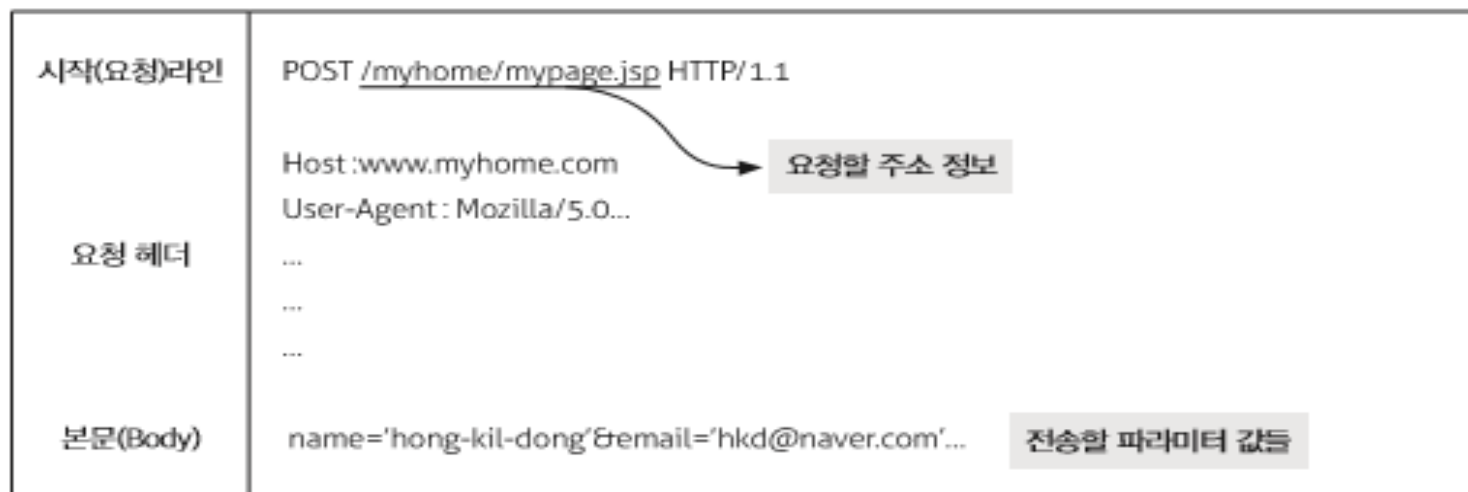 시작(요청)라인
POST /myhome/mypage.jsp HTTP/1.1
Host :www.myhome.com
요청할 주소 정보
User-Agent : Mozilla/5.0...
요청 헤더
...
...
...
본문(Body)
name='hong-kil-dong'&email='hkd@naver.com'...
전송할 파라미터 값들